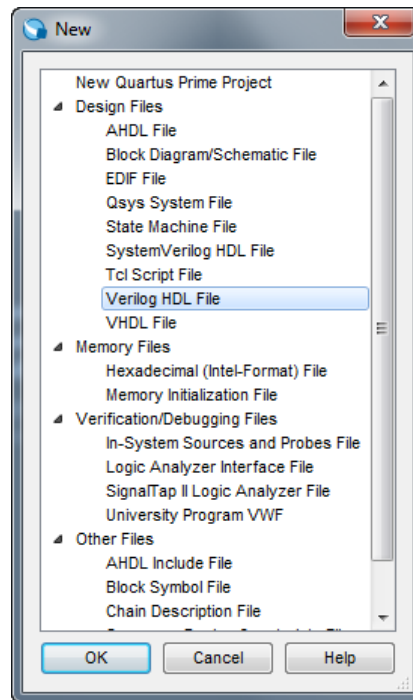 New
New Quartus Prime Project
Design Files
AHDL File
Block Diagram/Schematic File
EDIF File
Qsys System File
State Machine File
SystemVerilog HDL File
Tcl Script File
Verilog HDL File
VHDL File
Memory Files
Hexadecimal (Intel-Format) File
Memory Initialization File
Verification/Debugging Files
In-System Sources and Probes File
Logic Analyzer Interface File
SignalTap II Logic Analyzer File
University Program VWF
Other Files
AHDL Include File
Block Symbol File
Chain Description File
OK Cancel Help